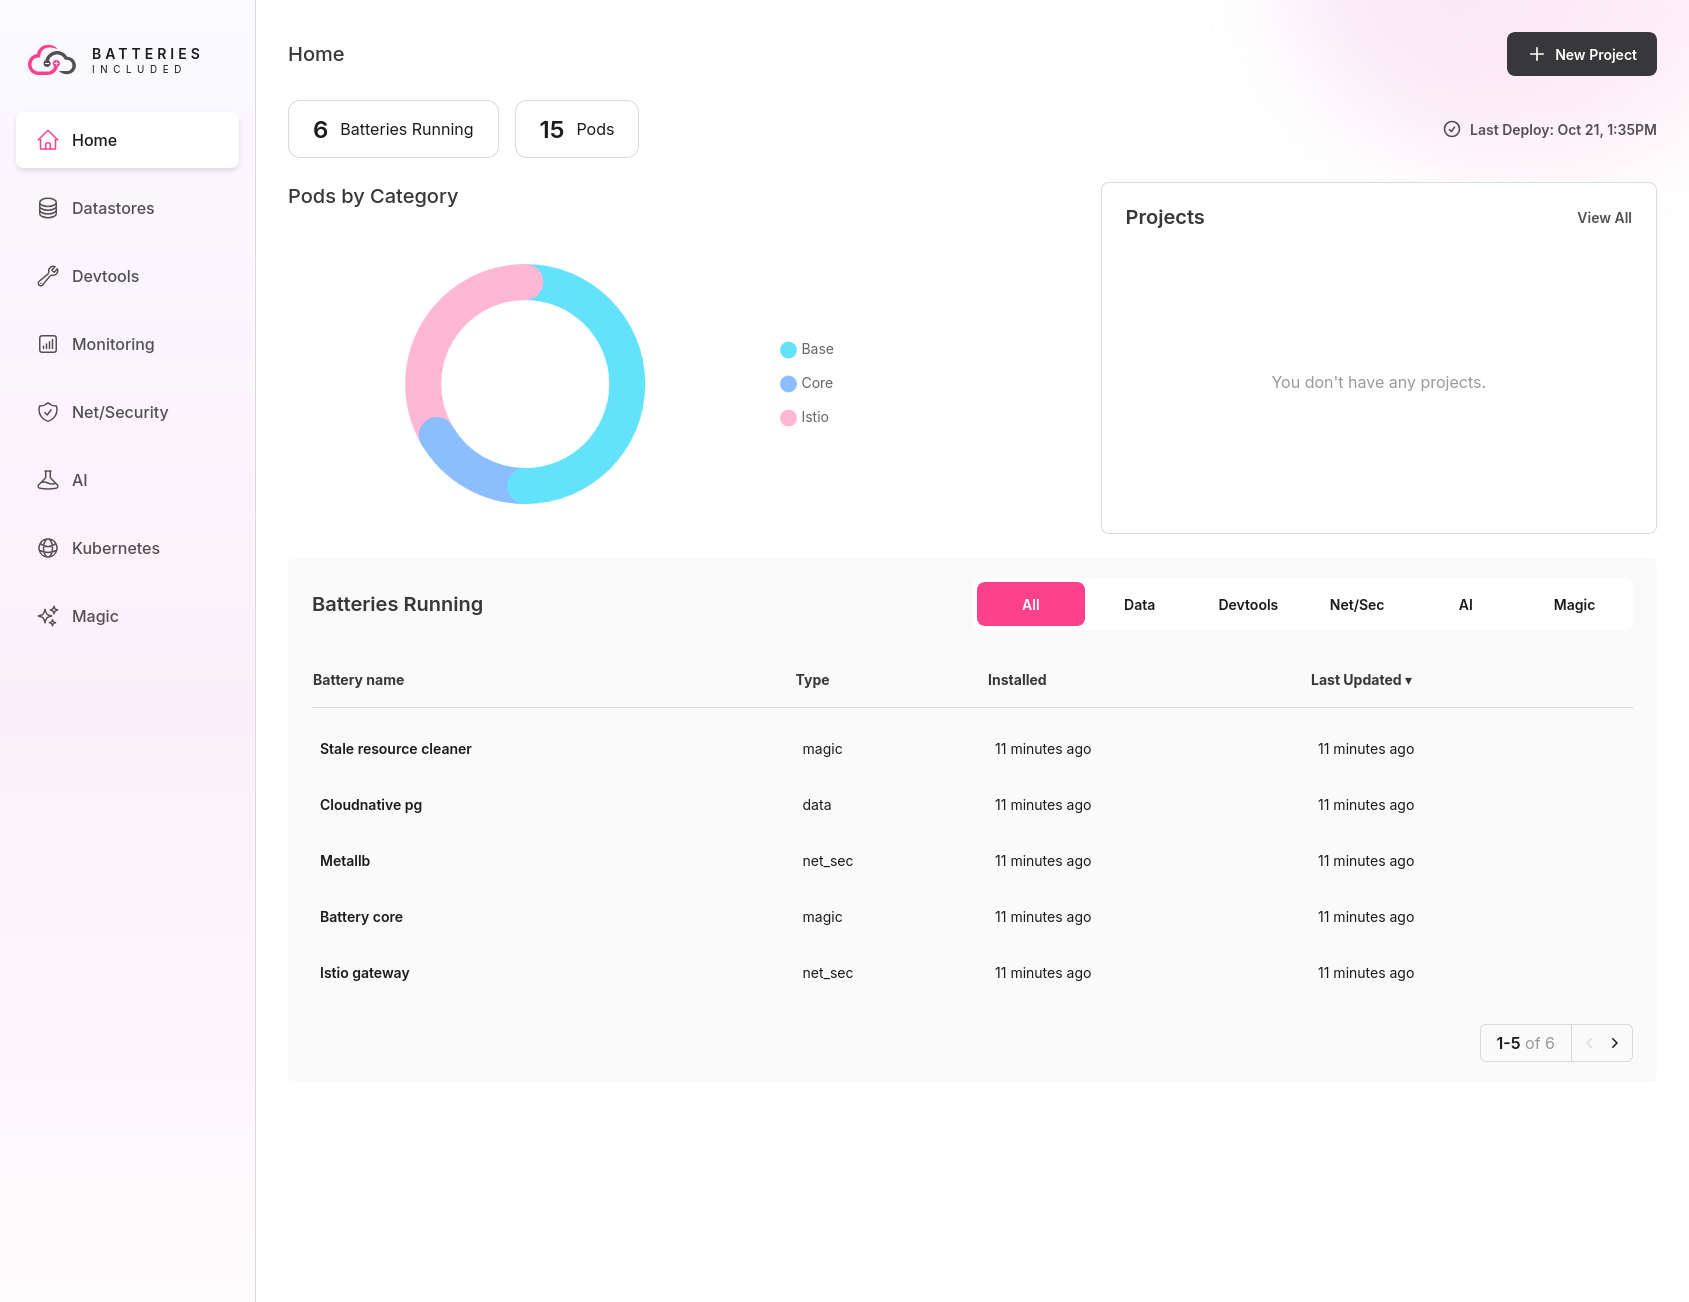 BATTERIES
INCLUDED
Home
Datastores
Devtools
Monitoring
Net/Security
AI
Kubernetes
Magic
Home
New Project
6 Batteries Running
15 Pods
Last Deploy: Oct 21, 1:35PM
Pods by Category
Base
Core
Istio
Projects
View All
You don't have any projects.
Batteries Running
All Data Devtools Net/Sec AI Magic
Battery name Type Installed Last Updated ▾
Stale resource cleaner magic 11 minutes ago 11 minutes ago
Cloudnative pg data 11 minutes ago 11 minutes ago
Metallb net_sec 11 minutes ago 11 minutes ago
Battery core magic 11 minutes ago 11 minutes ago
Istio gateway net_sec 11 minutes ago 11 minutes ago
1-5 of 6